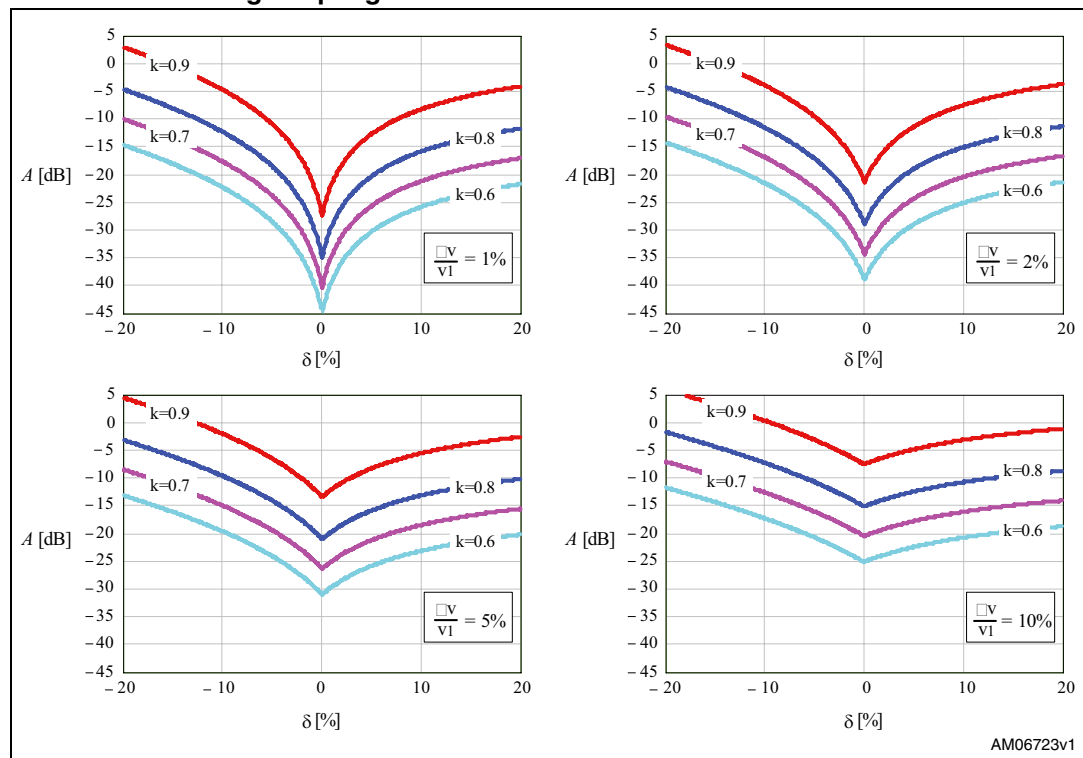 5
0
– 5
– 10
– 15
– 20
– 25
– 30
– 35
– 40
– 45
A [dB]
k=0.9
k=0.7
k=0.8
k=0.6
□v
v1 = 1%
– 20
– 10
0
10
20
δ [%]
5
0
– 5
– 10
– 15
– 20
– 25
– 30
– 35
– 40
– 45
A [dB]
k=0.9
k=0.7
k=0.8
k=0.6
□v
v1 = 2%
– 20
– 10
0
10
20
δ [%]
5
0
– 5
– 10
– 15
– 20
– 25
– 30
– 35
– 40
– 45
A [dB]
k=0.9
k=0.7
k=0.8
k=0.6
□v
v1 = 5%
– 20
– 10
0
10
20
δ [%]
5
0
– 5
– 10
– 15
– 20
– 25
– 30
– 35
– 40
– 45
A [dB]
k=0.9
k=0.7
k=0.8
k=0.6
□v
v1 = 10%
– 20
– 10
0
10
20
δ [%]
AM06723v1